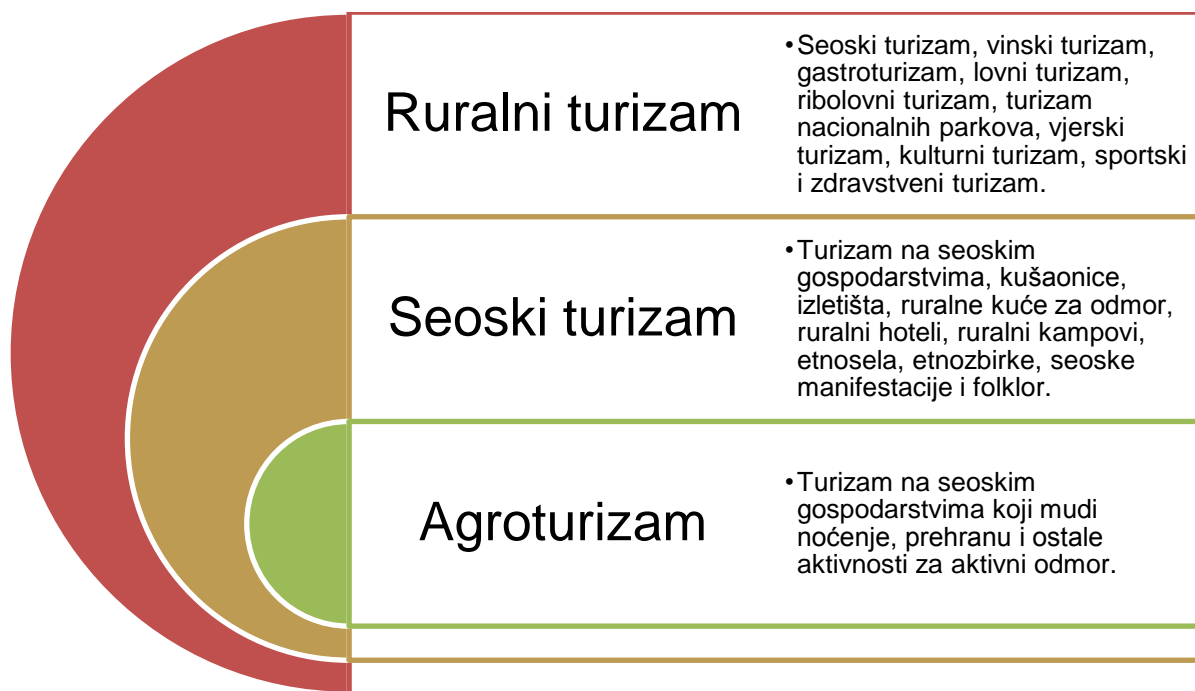 Ruralni turizam
•Seoski turizam, vinski turizam,
gastroturizam, lovni turizam,
ribolovni turizam, turizam
nacionalnih parkova, vjerski
turizam, kulturni turizam, sportski
i zdravstveni turizam.
Seoski turizam
•Turizam na seoskim
gospodarstvima, kušaonice,
izletišta, ruralne kuće za odmor,
ruralni hoteli, ruralni kampovi,
etnosela, etnozbirke, seoske
manifestacije i folklor.
Agroturizam
•Turizam na seoskim
gospodarstvima koji mudi
noćenje, prehranu i ostale
aktivnosti za aktivni odmor.